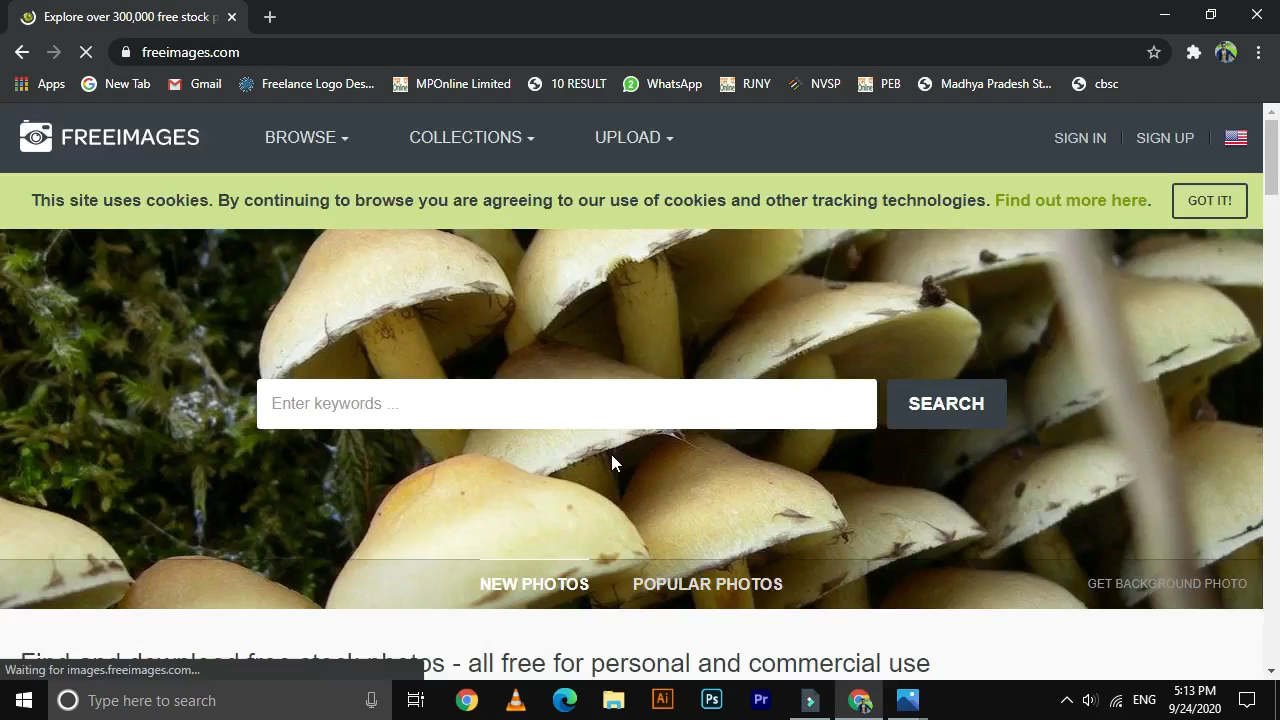 Explore over 300,000 free stock p
freeimages.com
Apps
New Tab
Gmail
Freelance Logo Des...
MPOnline Limited
10 RESULT
WhatsApp
RJNY
NVSP
PEB
Madhya Pradesh St...
cbsc
FREEIMAGES
BROWSE
COLLECTIONS
UPLOAD
SIGN IN
SIGN UP
This site uses cookies. By continuing to browse you are agreeing to our use of cookies and other tracking technologies. Find out more here.
GOT IT!
Enter keywords ...
SEARCH
NEW PHOTOS
POPULAR PHOTOS
GET BACKGROUND PHOTO
Find and download free stock photos - all free for personal and commercial use
Waiting for images.freeimages.com...
Type here to search
Ai
Ps
Pr
ENG
5:13 PM
9/24/2020